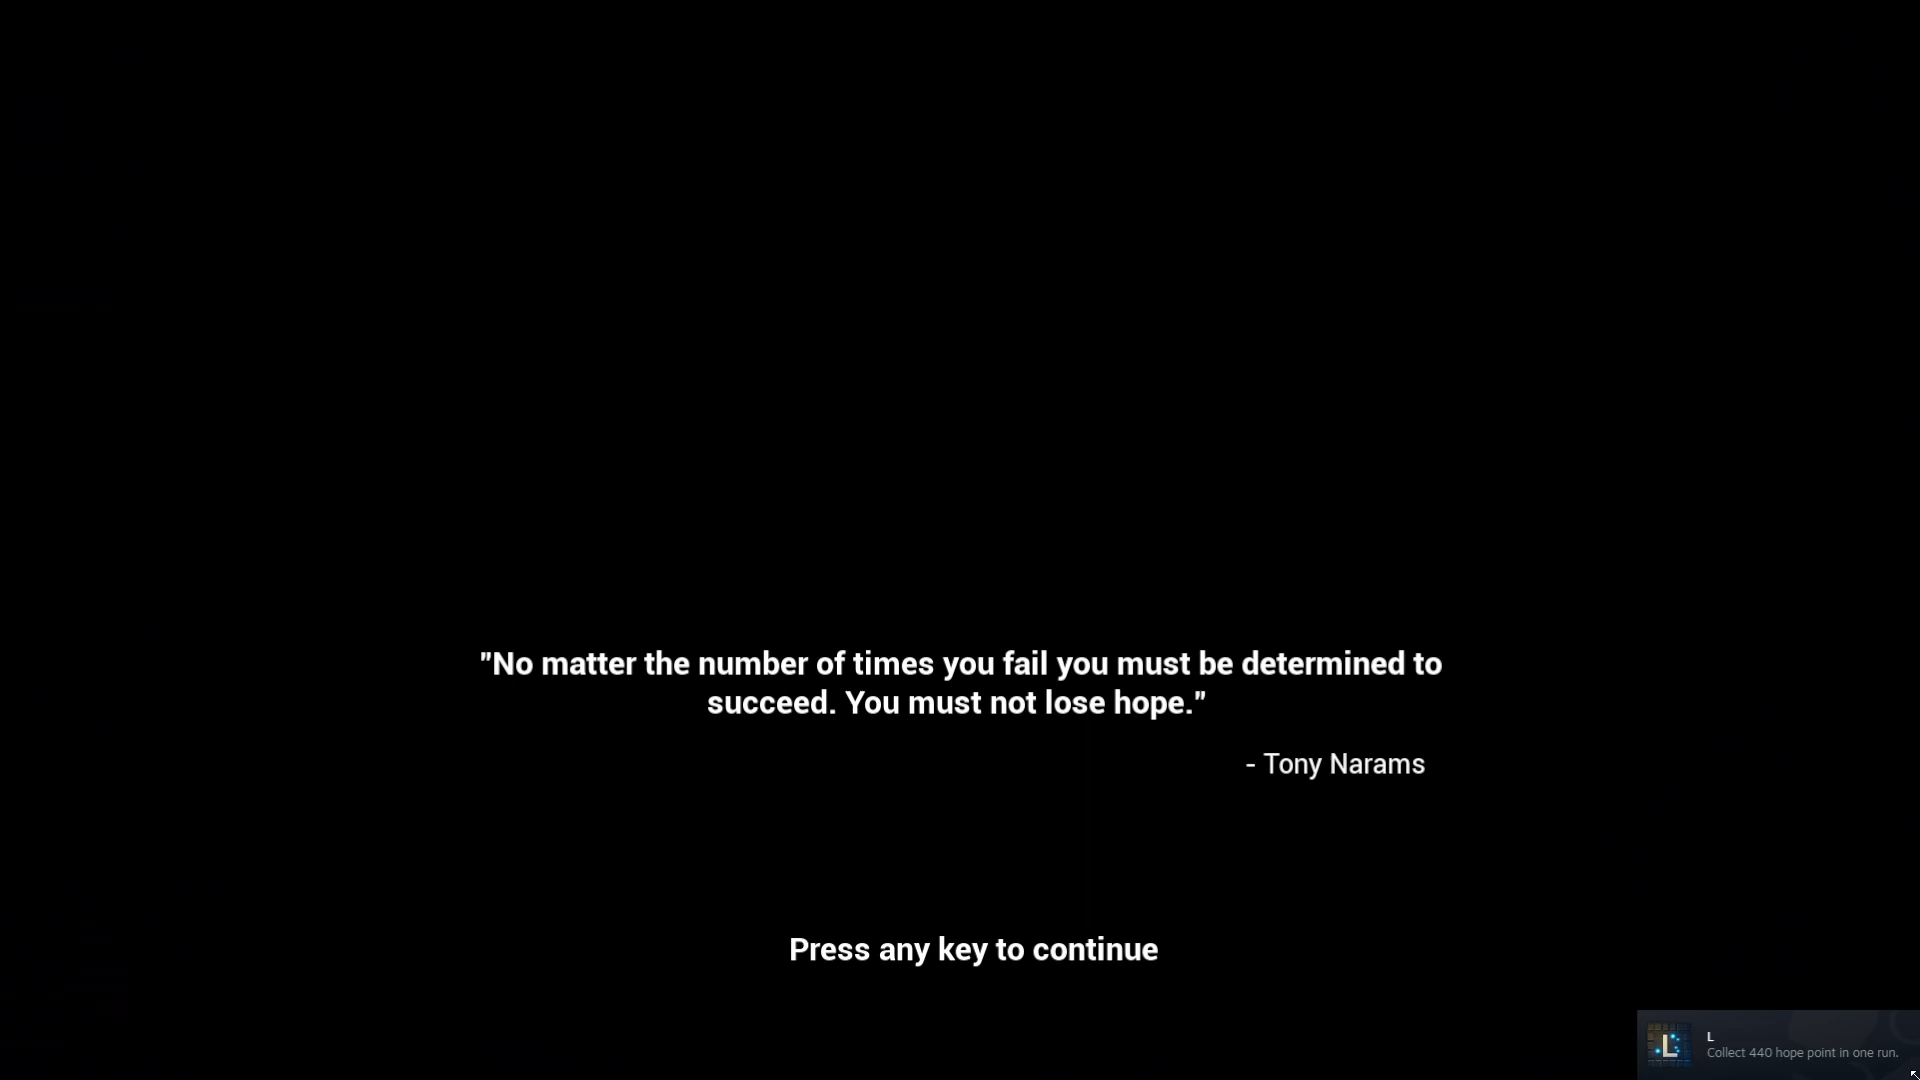 "No matter the number of times you fail you must be determined to
succeed. You must not lose hope."
- Tony Narams
Press any key to continue
L
L
Collect 440 hope point in one run.